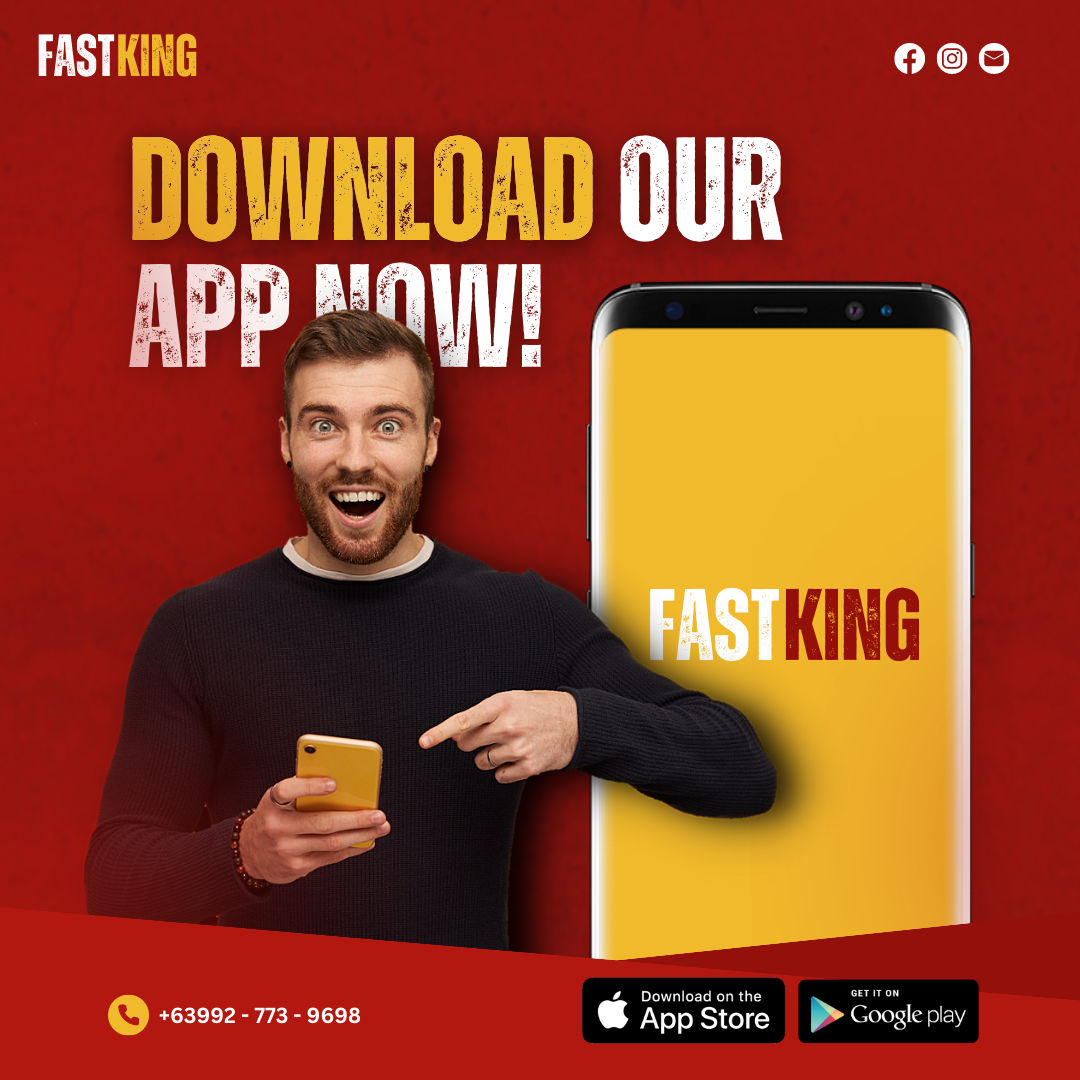 FASTKING
DOWNLOAD OUR
APP NOW!
FASTKING
+63992 - 773 - 9698
Download on the
App Store
GET IT ON
Google play